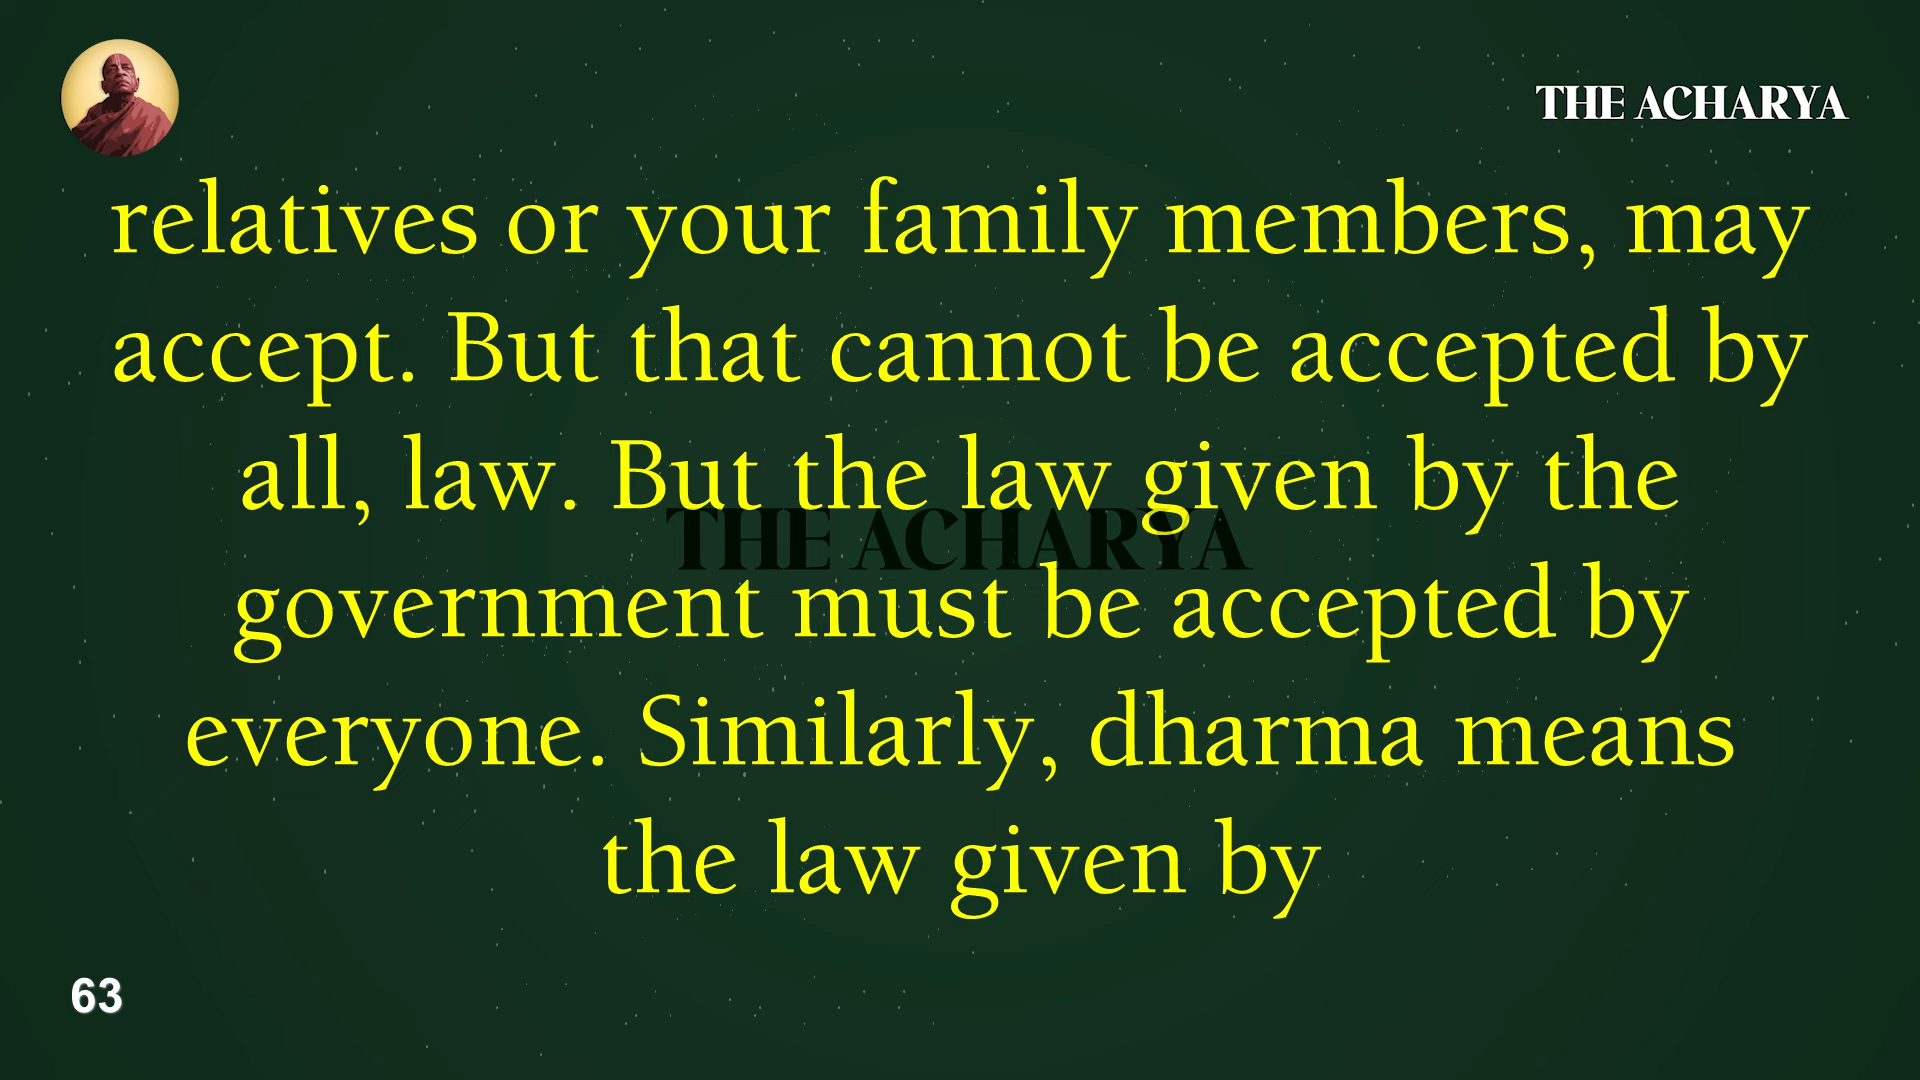 THE ACHARYA
relatives or your family members, may
accept. But that cannot be accepted by
all, law. But the law given by the
THE ACHARYA
government must be accepted by
everyone. Similarly, dharma means
the law given by
63